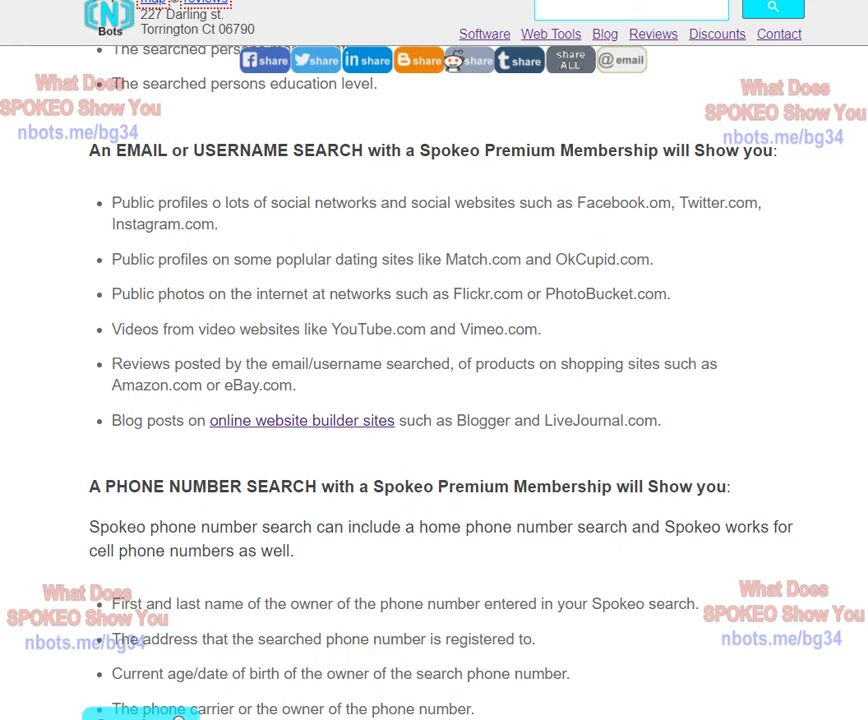 map
reviews
N
Bots
227 Darling st.
Torrington Ct 06790
Software Web Tools Blog Reviews Discounts Contact
The searched persons
share share share share share share share ALL @ email
The searched persons education level.
What Does
SPOKEO Show You
nbots.me/bg34
What Does
SPOKEO Show You
nbots.me/bg34
An EMAIL or USERNAME SEARCH with a Spokeo Premium Membership will Show you:
Public profiles o lots of social networks and social websites such as Facebook.om, Twitter.com,
Instagram.com.
Public profiles on some poplular dating sites like Match.com and OkCupid.com.
Public photos on the internet at networks such as Flickr.com or PhotoBucket.com.
Videos from video websites like YouTube.com and Vimeo.com.
Reviews posted by the email/username searched, of products on shopping sites such as
Amazon.com or eBay.com.
Blog posts on online website builder sites such as Blogger and LiveJournal.com.
A PHONE NUMBER SEARCH with a Spokeo Premium Membership will Show you:
Spokeo phone number search can include a home phone number search and Spokeo works for
cell phone numbers as well.
What Does
SPOKEO Show You
nbots.me/bg34
What Does
SPOKEO Show You
nbots.me/bg34
First and last name of the owner of the phone number entered in your Spokeo search.
The address that the searched phone number is registered to.
Current age/date of birth of the owner of the search phone number.
The phone carrier or the owner of the phone number.